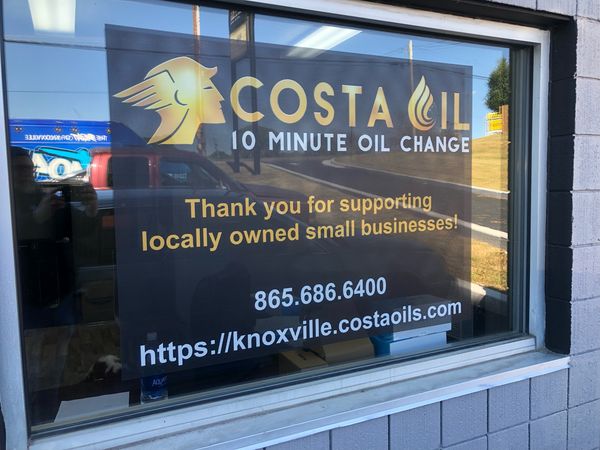 COSTA OIL
10 MINUTE OIL CHANGE
Thank you for supporting
locally owned small businesses!
865.686.6400
https://knoxville.costaoils.com